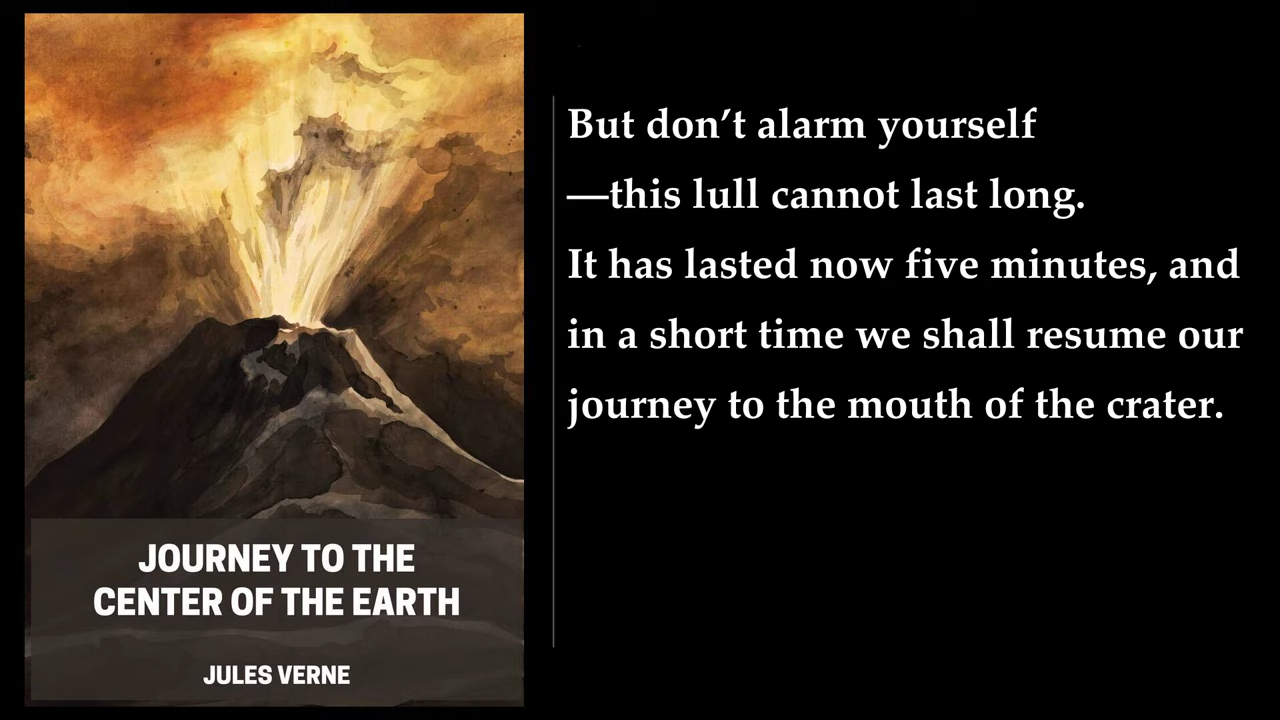 But don’t alarm yourself
—this lull cannot last long.
It has lasted now five minutes, and
in a short time we shall resume our
journey to the mouth of the crater.
JOURNEY TO THE
CENTER OF THE EARTH
JULES VERNE